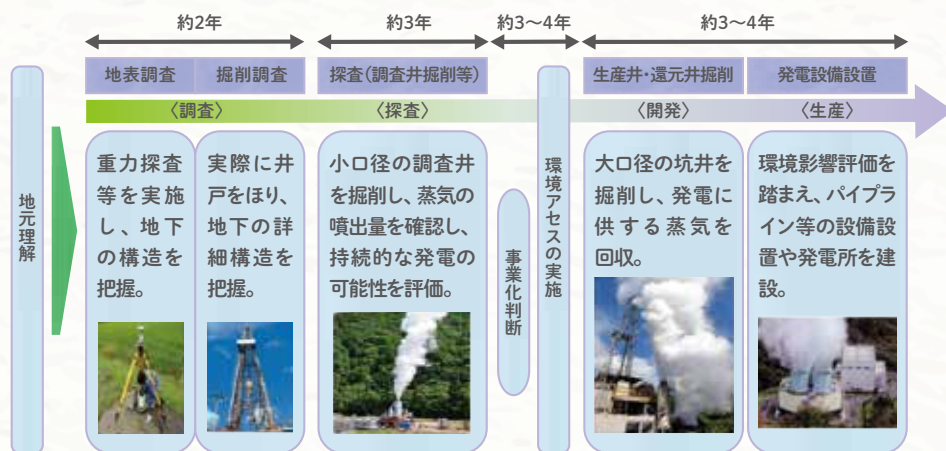 約2年
約3年
約3〜4年
約3〜4年
地表調査
掘削調査
探査(調査井掘削等)
生産井・還元井掘削
発電設備設置
〈調査〉
〈探査〉
〈開発〉
〈生産〉
地元理解
重力探査
等を実施
し、地下
の構造を
把握。
実際に井
戸をほり、
地下の詳
細構造を
把握。
小口径の調査井
を掘削し、蒸気の
噴出量を確認し、
持続的な発電の
可能性を評価。
事業化判断
環境アセスの実施
大口径の坑井を
掘削し、発電に
供する蒸気を
回収。
環境影響評価を
踏まえ、パイプラ
イン等の設備設
置や発電所を建
設。